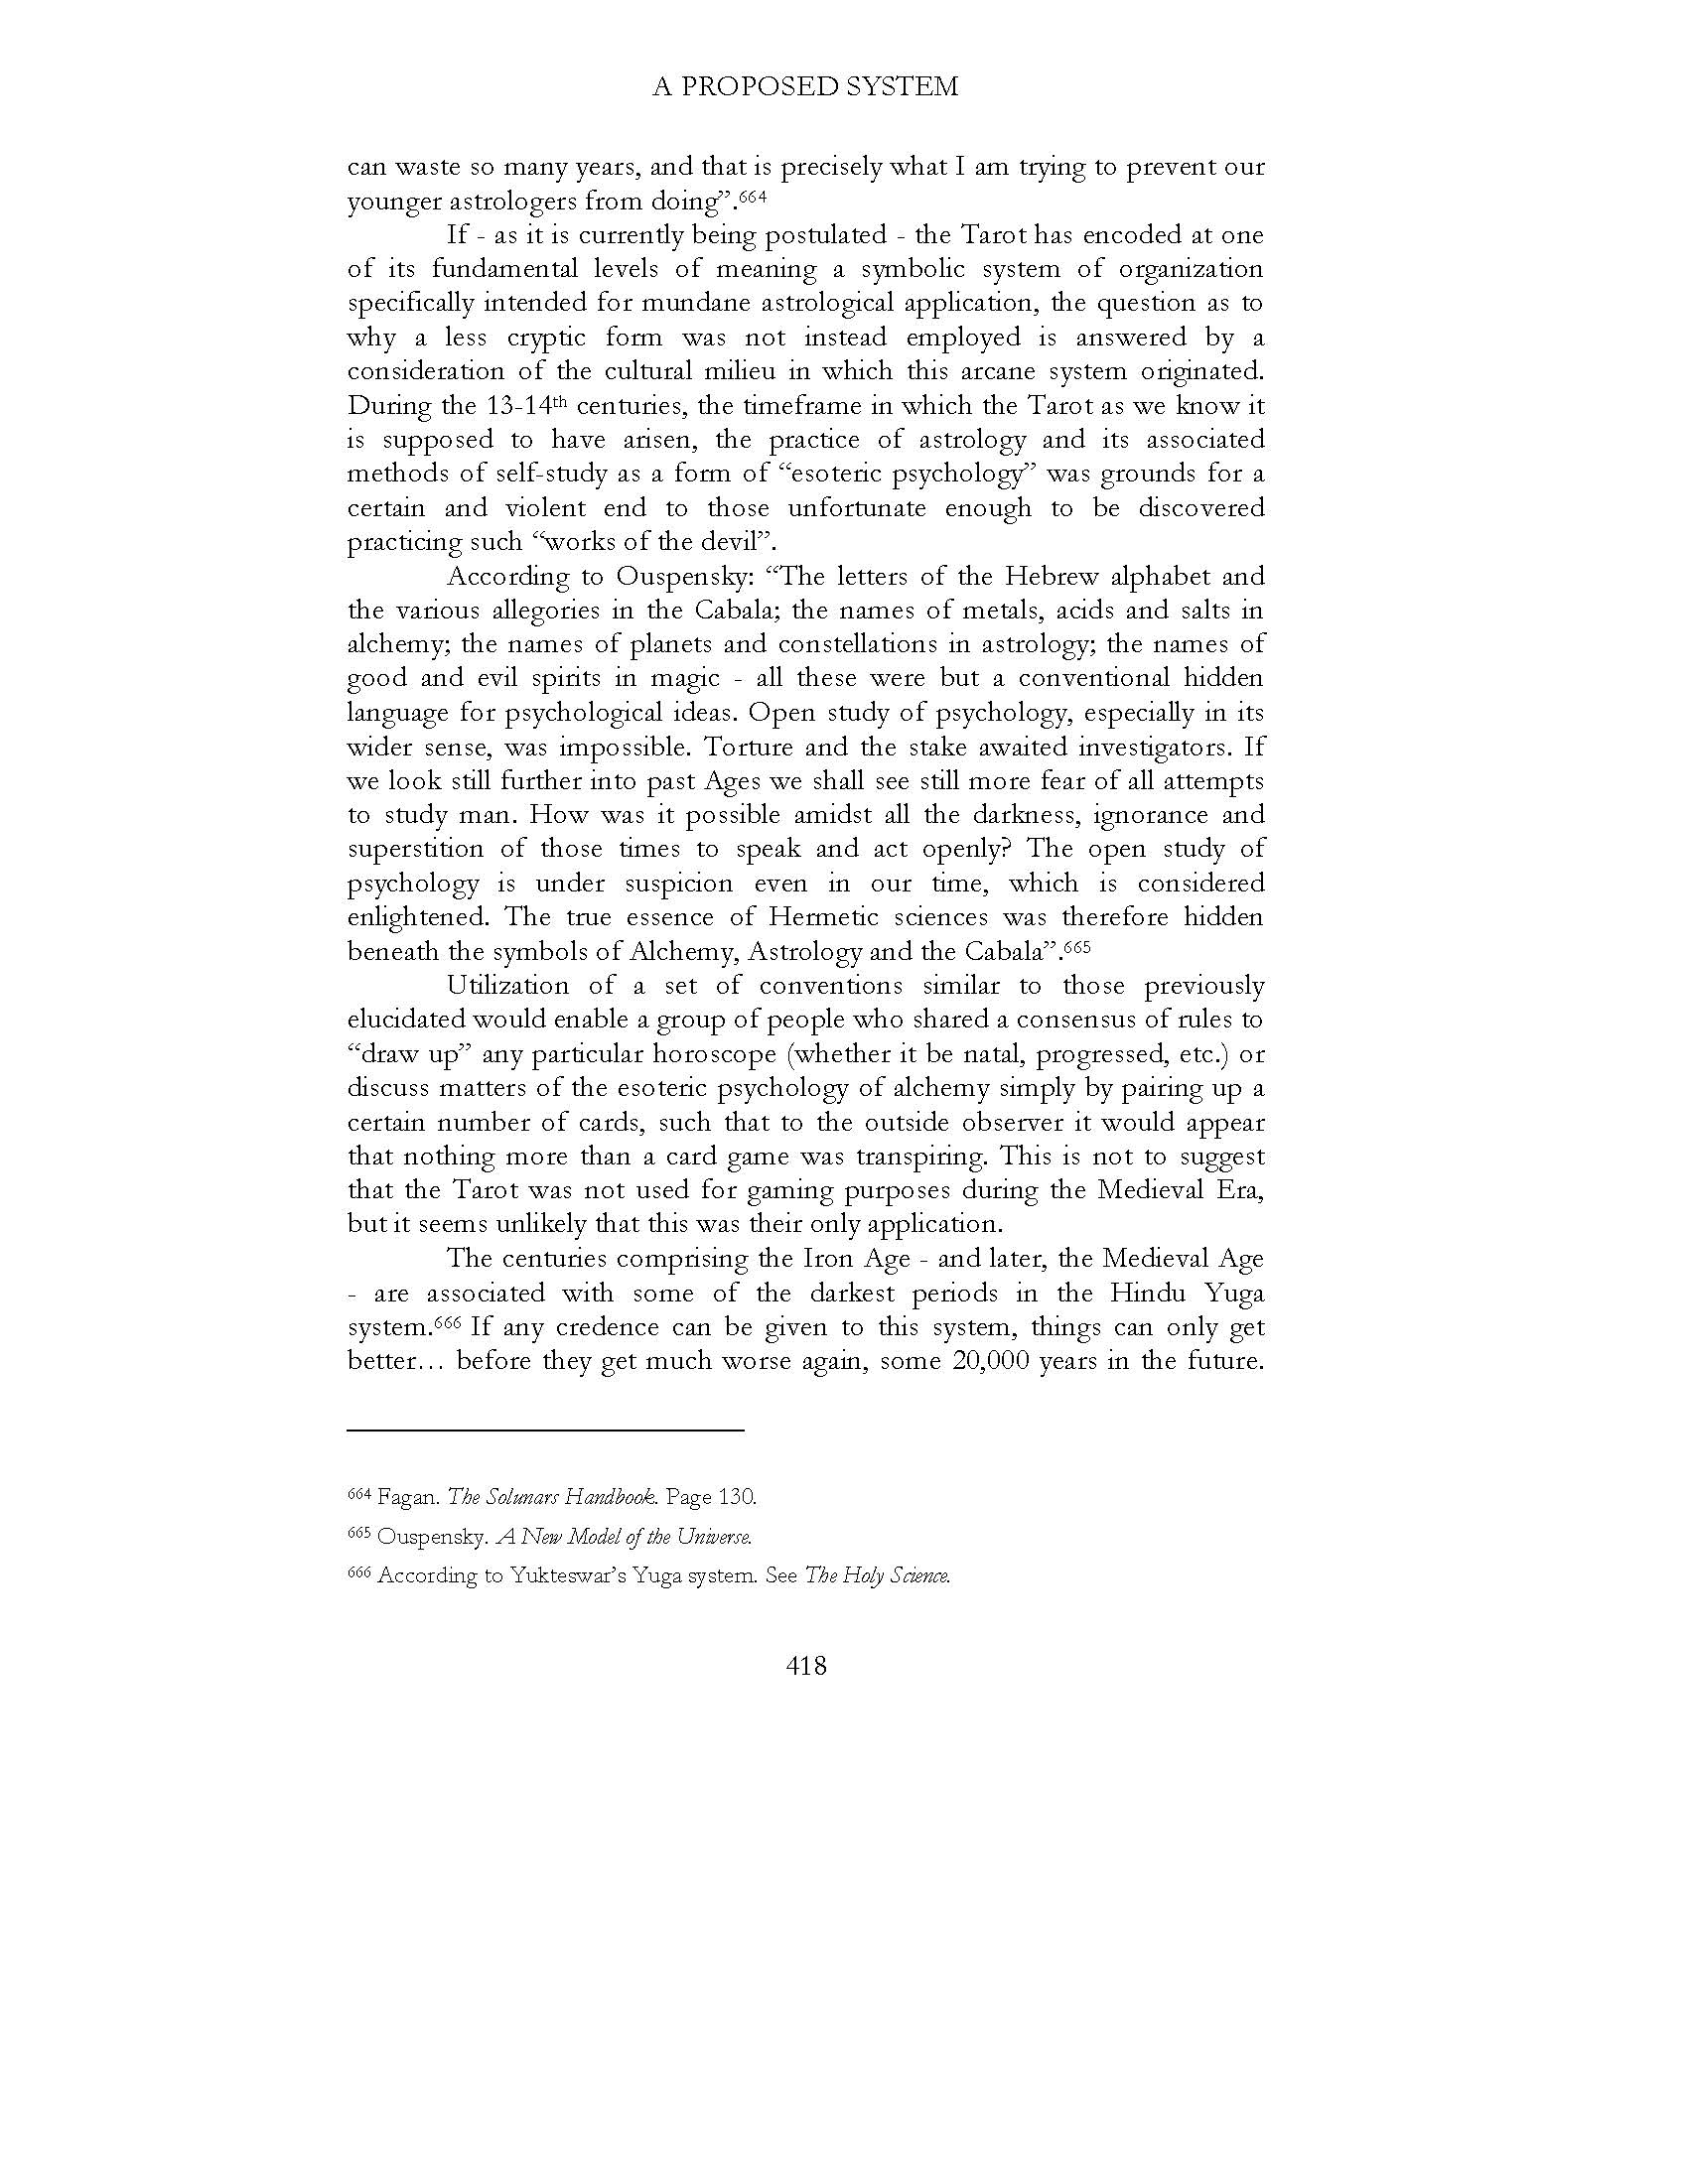 A PROPOSED SYSTEM
can waste so many years, and that is precisely what I am trying to prevent our
younger astrologers from doing”.664
If - as it is currently being postulated - the Tarot has encoded at one
of its fundamental levels of meaning a symbolic system of organization
specifically intended for mundane astrological application, the question as to
why a less cryptic form was not instead employed is answered by a
consideration of the cultural milieu in which this arcane system originated.
During the 13-14th centuries, the timeframe in which the Tarot as we know it
is supposed to have arisen, the practice of astrology and its associated
methods of self-study as a form of “esoteric psychology” was grounds for a
certain and violent end to those unfortunate enough to be discovered
practicing such “works of the devil”.
According to Ouspensky: “The letters of the Hebrew alphabet and
the various allegories in the Cabala; the names of metals, acids and salts in
alchemy; the names of planets and constellations in astrology; the names of
good and evil spirits in magic - all these were but a conventional hidden
language for psychological ideas. Open study of psychology, especially in its
wider sense, was impossible. Torture and the stake awaited investigators. If
we look still further into past Ages we shall see still more fear of all attempts
to study man. How was it possible amidst all the darkness, ignorance and
superstition of those times to speak and act openly? The open study of
psychology is under suspicion even in our time, which is considered
enlightened. The true essence of Hermetic sciences was therefore hidden
beneath the symbols of Alchemy, Astrology and the Cabala”.665
Utilization of a set of conventions similar to those previously
elucidated would enable a group of people who shared a consensus of rules to
“draw up” any particular horoscope (whether it be natal, progressed, etc.) or
discuss matters of the esoteric psychology of alchemy simply by pairing up a
certain number of cards, such that to the outside observer it would appear
that nothing more than a card game was transpiring. This is not to suggest
that the Tarot was not used for gaming purposes during the Medieval Era,
but it seems unlikely that this was their only application.
The centuries comprising the Iron Age - and later, the Medieval Age
- are associated with some of the darkest periods in the Hindu Yuga
system.666 If any credence can be given to this system, things can only get
better… before they get much worse again, some 20,000 years in the future.
664 Fagan. The Solunars Handbook. Page 130.
665 Ouspensky. A New Model of the Universe.
666 According to Yukteswar’s Yuga system. See The Holy Science.
418